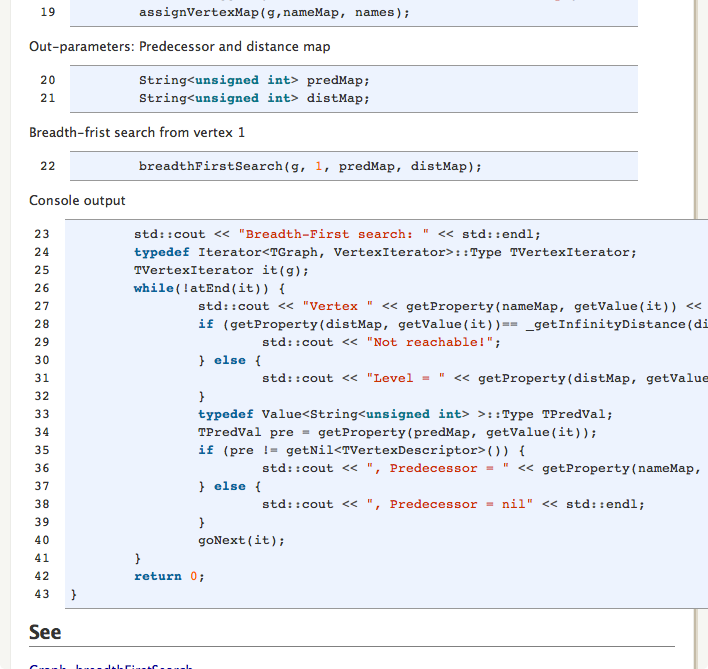 19 assignVertexMap(g,nameMap, names);
Out-parameters: Predecessor and distance map
20 String<unsigned int> predMap;
21 String<unsigned int> distMap;
Breadth-frist search from vertex 1
22 breadthFirstSearch(g, 1, predMap, distMap);
Console output
23 std::cout << "Breadth-First search: " << std::endl;
24 typedef Iterator<TGraph, VertexIterator>::Type TVertexIterator;
25 TVertexIterator it(g);
26 while(!atEnd(it)) {
27 std::cout << "Vertex " << getProperty(nameMap, getValue(it)) <<
28 if (getProperty(distMap, getValue(it))== _getInfinityDistance(di
29 std::cout << "Not reachable!";
30 } else {
31 std::cout << "Level = " << getProperty(distMap, getValue
32 }
33 typedef Value<String<unsigned int> >::Type TPredVal;
34 TPredVal pre = getProperty(predMap, getValue(it));
35 if (pre != getNil<TVertexDescriptor>()) {
36 std::cout << ", Predecessor = " << getProperty(nameMap,
37 } else {
38 std::cout << ", Predecessor = nil" << std::endl;
39 }
40 goNext(it);
41 }
42 return 0;
43 }
See